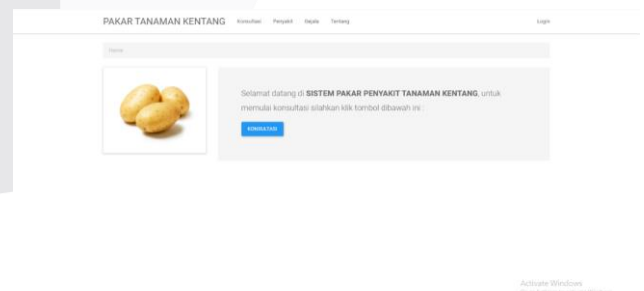 PAKAR TANAMAN KENTANG Konsultasi Penyakit Gejala Tentang Login
Home
Selamat datang di SISTEM PAKAR PENYAKIT TANAMAN KENTANG, untuk
memulai konsultasi silahkan klik tombol dibawah ini :
KONSULTASI
Activate Windows